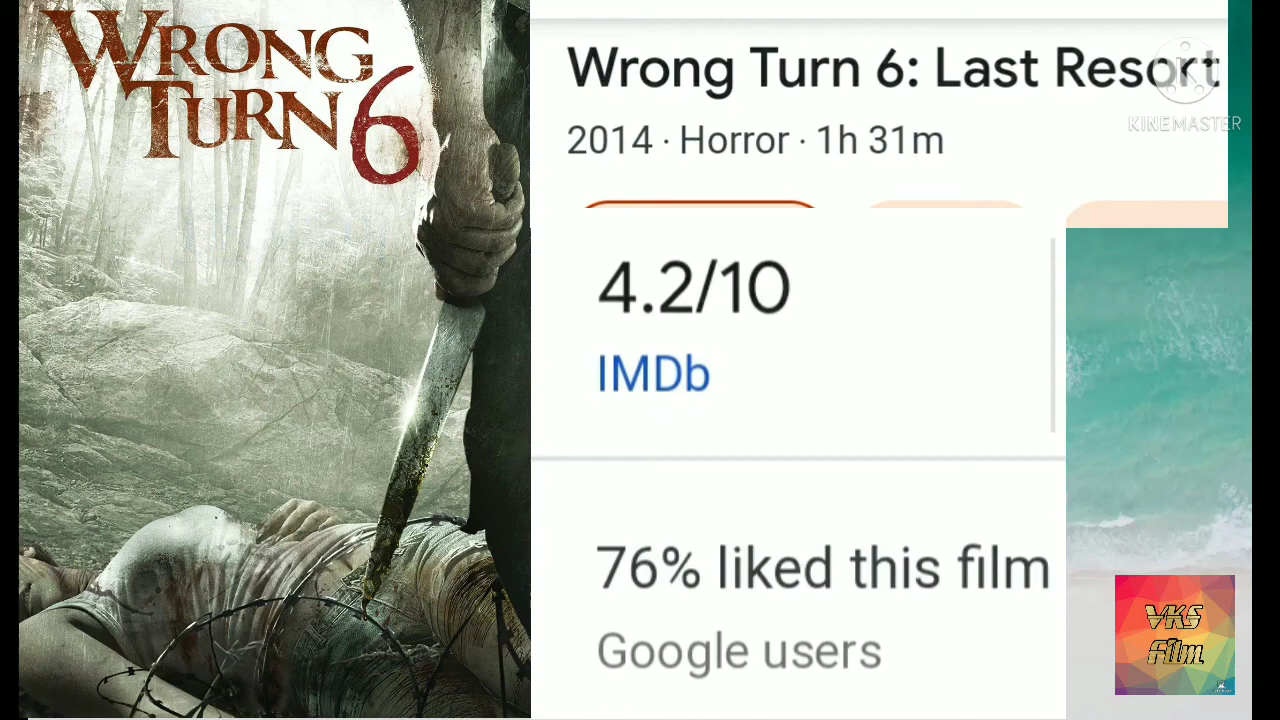 WRONG
TURN 6
Wrong Turn 6: Last Resort
KINEMASTER
2014 · Horror · 1h 31m
4.2/10
IMDb
76% liked this film
Google users
VKS
film